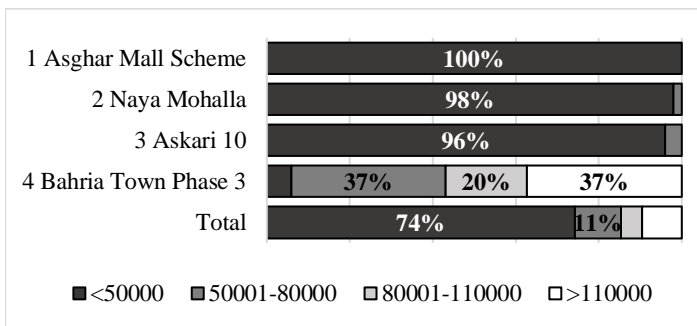 1 Asghar Mall Scheme 100%
2 Naya Mohalla 98%
3 Askari 10 96%
4 Bahria Town Phase 3 37% 20% 37%
Total 74% 11%
<50000 50001-80000 80001-110000 >110000